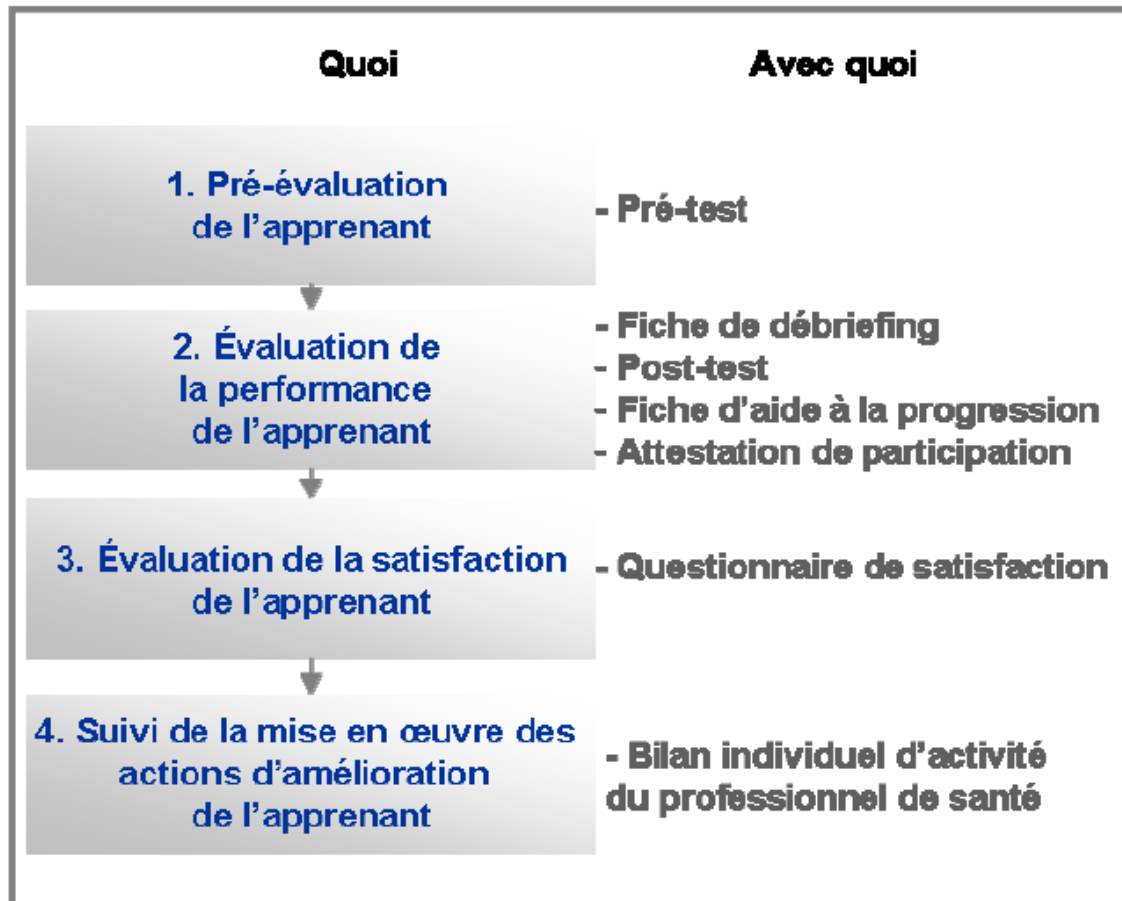 Quoi
Avec quoi
1. Pré-évaluation
de l'apprenant
- Pré-test
2. Évaluation de
la performance
de l'apprenant
- Fiche de débriefing
- Post-test
- Fiche d'aide à la progression
- Attestation de participation
3. Évaluation de la satisfaction
de l'apprenant
- Questionnaire de satisfaction
4. Suivi de la mise en œuvre des
actions d'amélioration
de l'apprenant
- Bilan individuel d'activité
du professionnel de santé